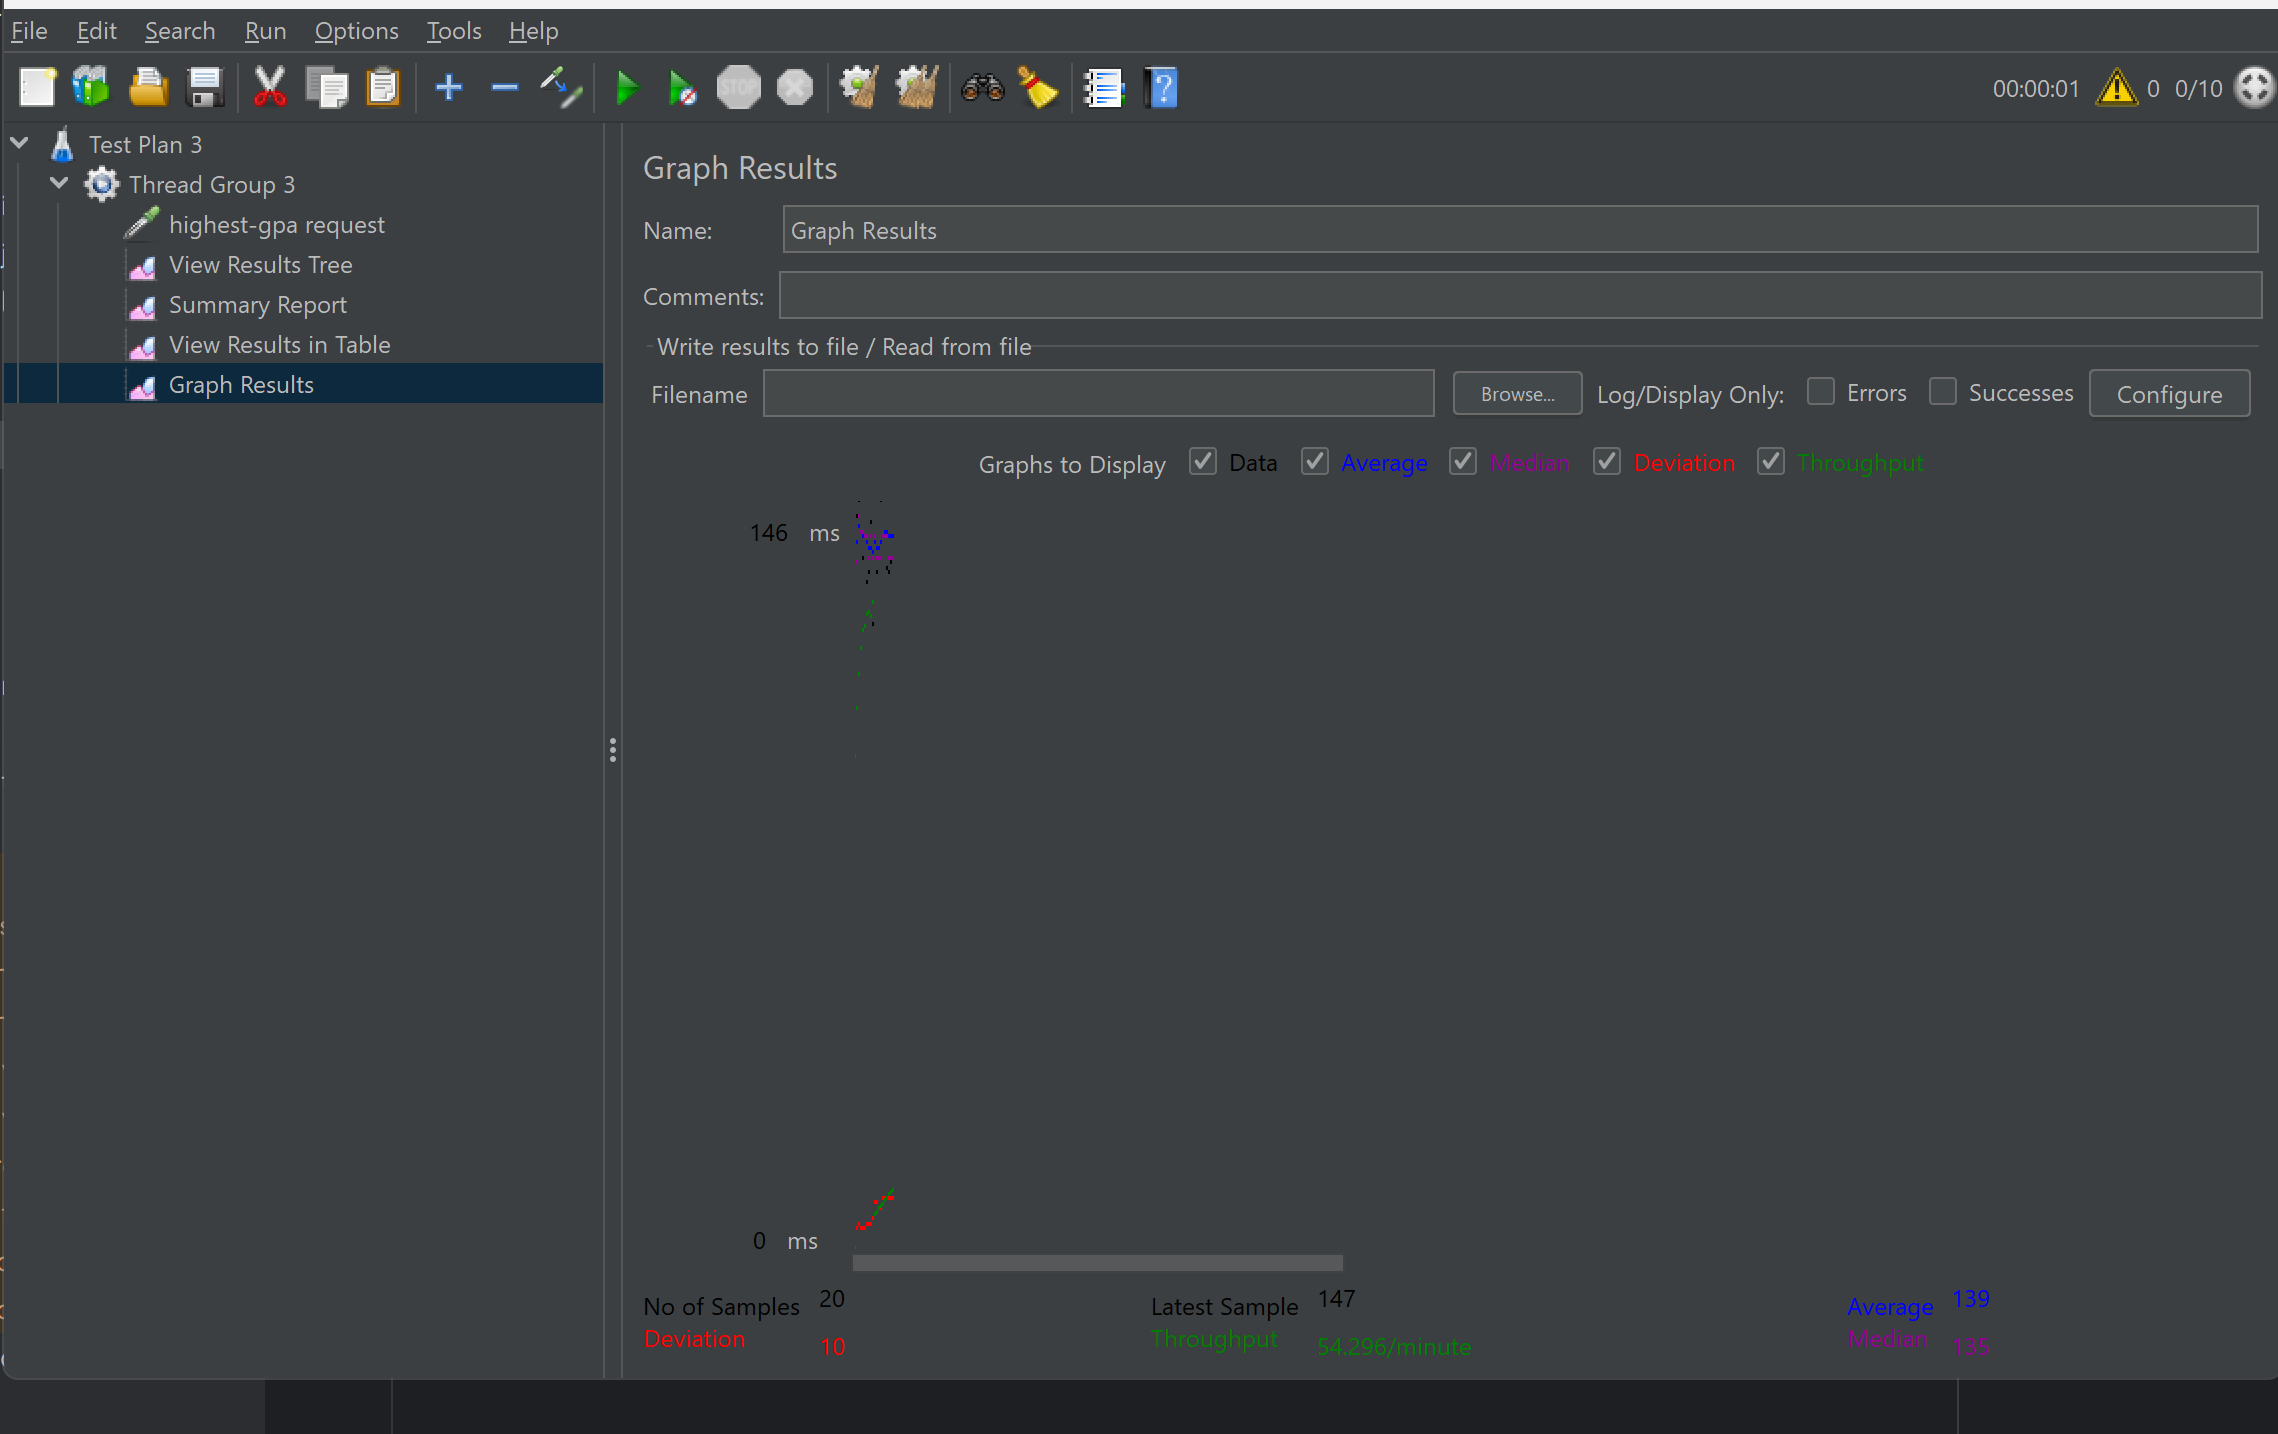 File Edit Search Run Options Tools Help
STOP
00:00:01 0 0/10
Test Plan 3
Thread Group 3
highest-gpa request
View Results Tree
Summary Report
View Results in Table
Graph Results
Graph Results
Name: Graph Results
Comments:
Write results to file / Read from file
Filename Browse... Log/Display Only: Errors Successes Configure
Graphs to Display Data Average Median Deviation Throughput
146 ms
0 ms
No of Samples 20 Latest Sample 147 Average 139
Deviation 10 Throughput 54.296/minute Median 135